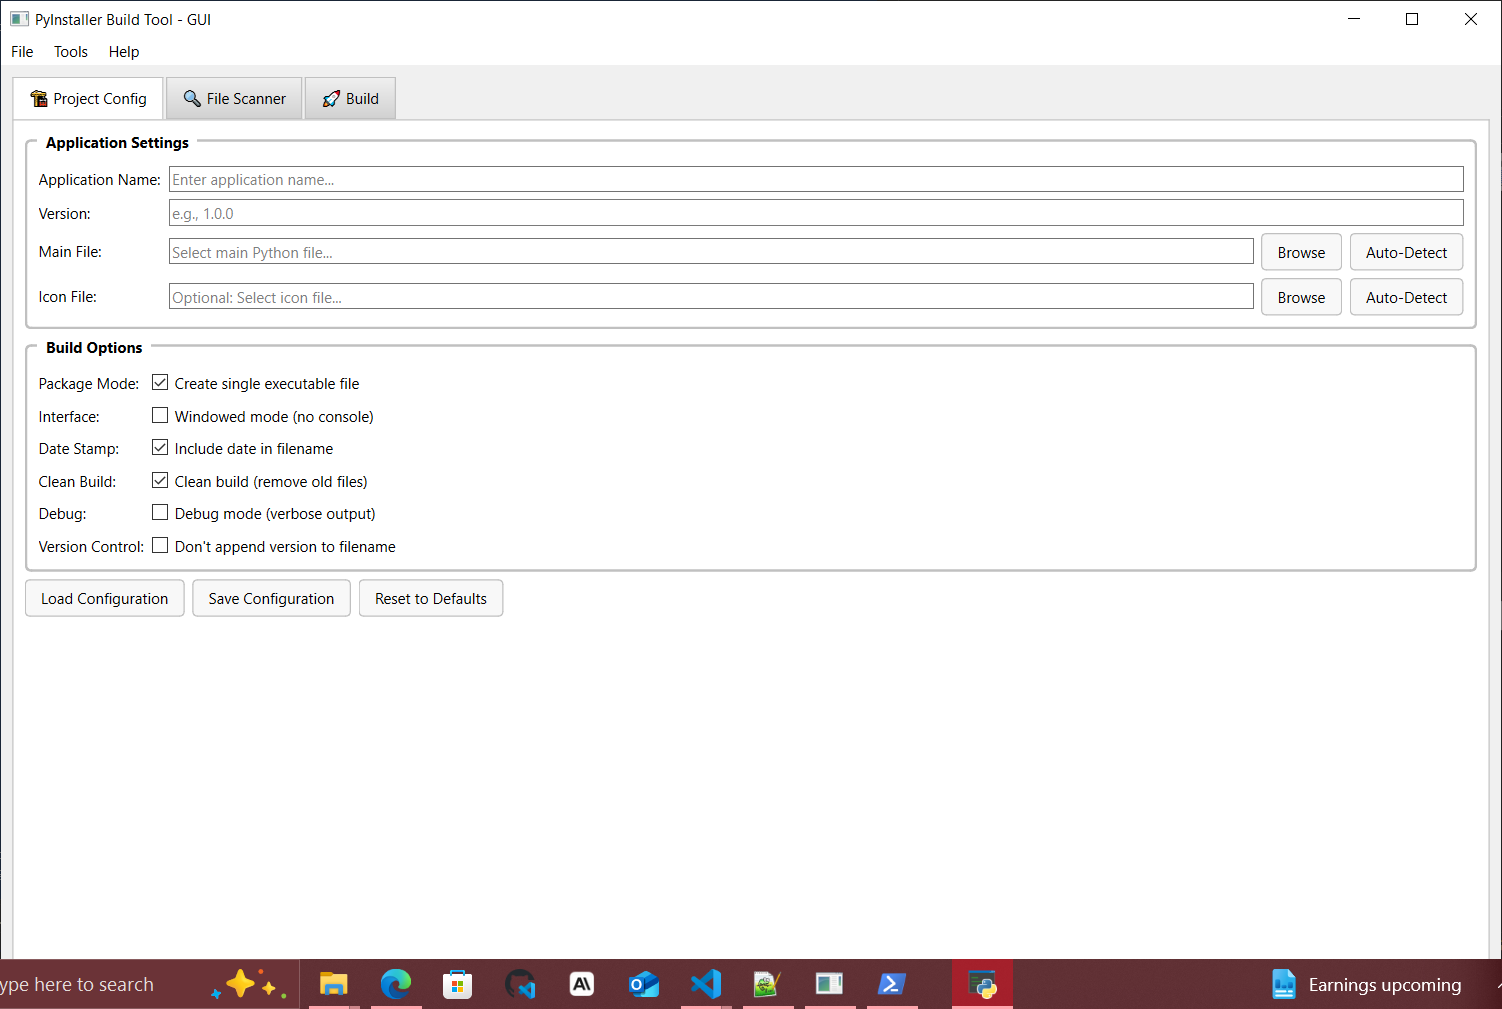 PyInstaller Build Tool - GUI
File Tools Help
Project Config File Scanner Build
Application Settings
Application Name: Enter application name...
Version: e.g., 1.0.0
Main File: Select main Python file... Browse Auto-Detect
Icon File: Optional: Select icon file... Browse Auto-Detect
Build Options
Package Mode: Create single executable file
Interface: Windowed mode (no console)
Date Stamp: Include date in filename
Clean Build: Clean build (remove old files)
Debug: Debug mode (verbose output)
Version Control: Don't append version to filename
Load Configuration Save Configuration Reset to Defaults
ype here to search Earnings upcoming